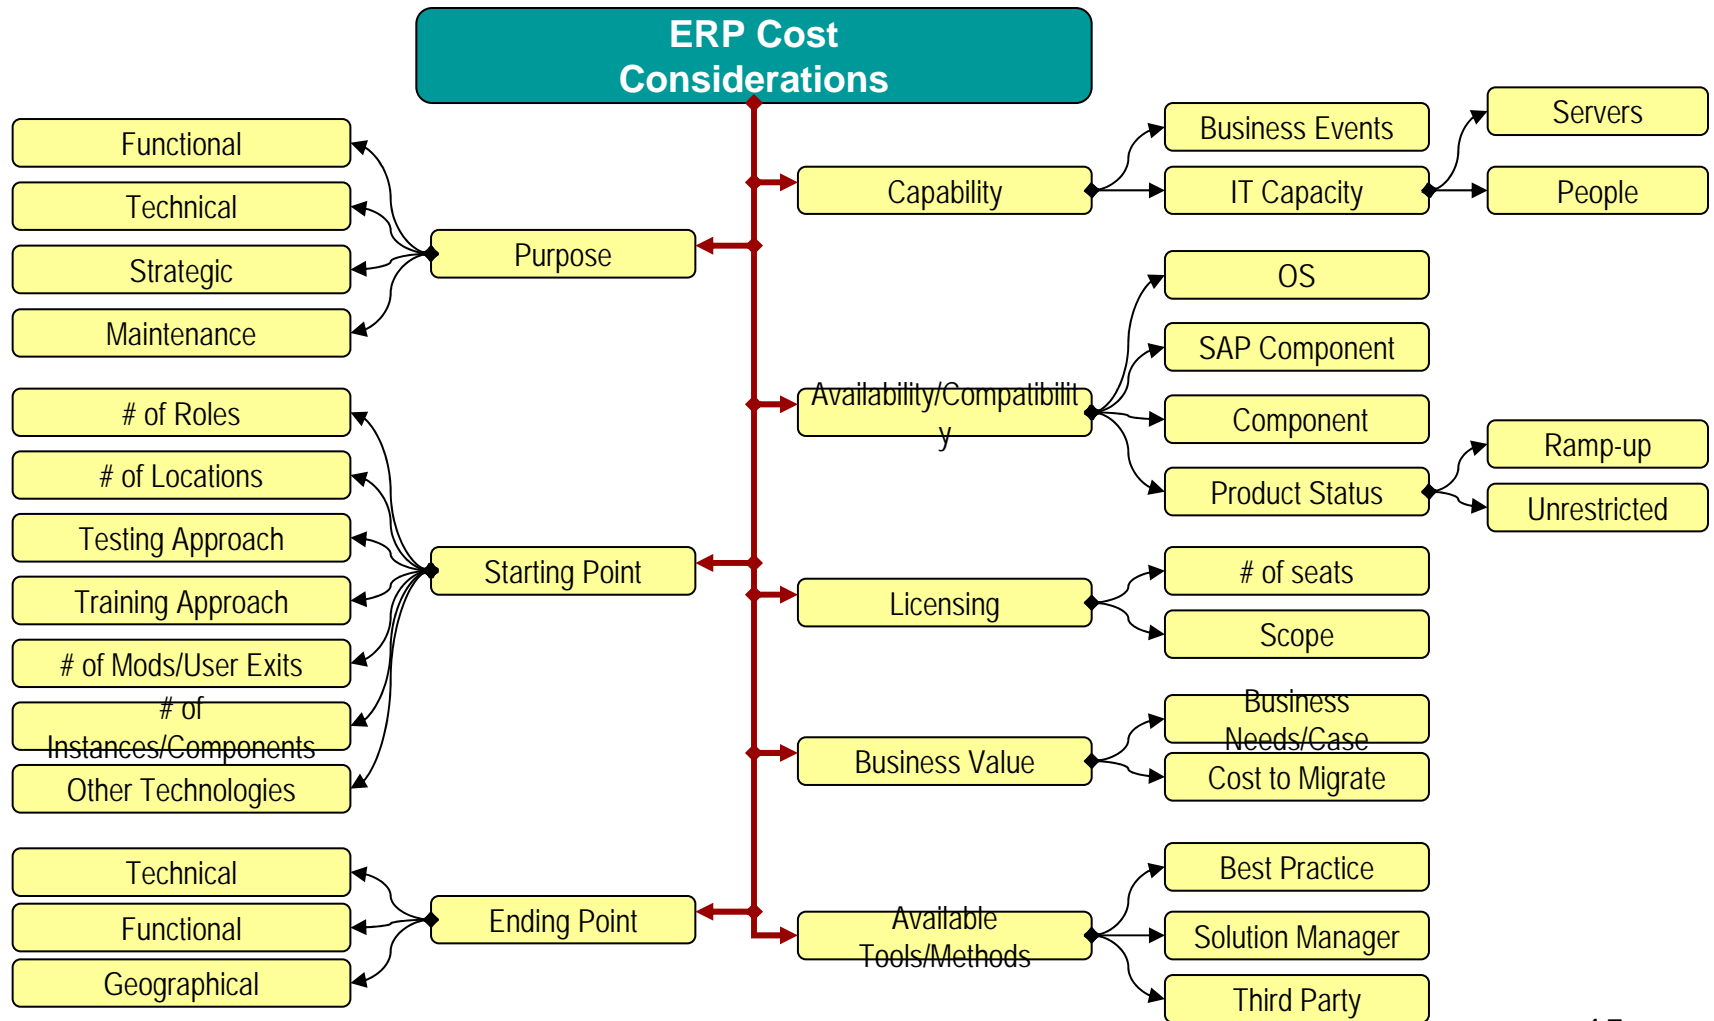 ERP Cost
Considerations
Functional
Technical
Strategic
Maintenance
Purpose
# of Roles
# of Locations
Testing Approach
Training Approach
# of Mods/User Exits
# of
Instances/Components
Other Technologies
Starting Point
Technical
Functional
Geographical
Ending Point
Capability
Business Events
IT Capacity
Servers
People
Availability/Compatibilit
y
OS
SAP Component
Component
Product Status
Ramp-up
Unrestricted
Licensing
# of seats
Scope
Business Value
Business
Needs/Case
Cost to Migrate
Available
Tools/Methods
Best Practice
Solution Manager
Third Party